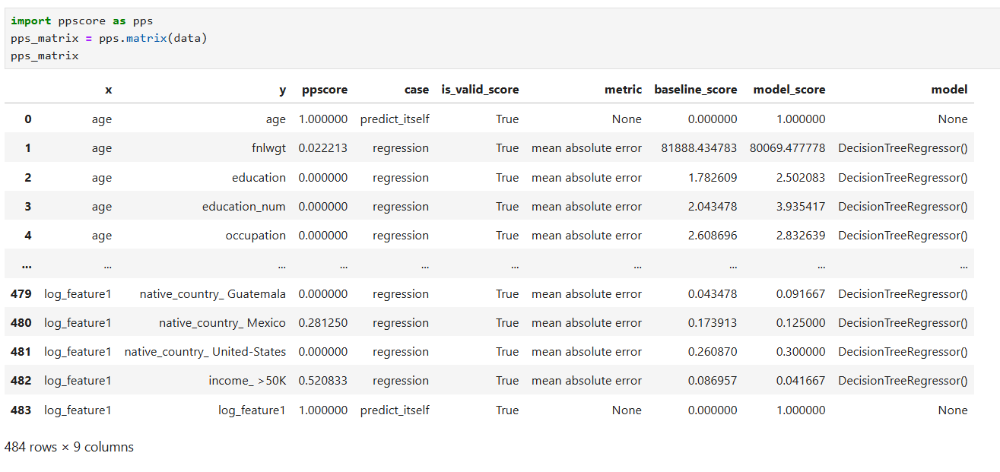 import ppscore as pps
pps_matrix = pps.matrix(data)
pps_matrix
x y ppscore case is_valid_score metric baseline_score model_score model
0 age age 1.000000 predict_itself True None 0.000000 1.000000 None
1 age fnlwgt 0.022213 regression True mean absolute error 81888.434783 80069.477778 DecisionTreeRegressor()
2 age education 0.000000 regression True mean absolute error 1.782609 2.502083 DecisionTreeRegressor()
3 age education_num 0.000000 regression True mean absolute error 2.043478 3.935417 DecisionTreeRegressor()
4 age occupation 0.000000 regression True mean absolute error 2.608696 2.832639 DecisionTreeRegressor()
... ... ... ... ... ... ... ... ... ...
479 log_feature1 native_country_ Guatemala 0.000000 regression True mean absolute error 0.043478 0.091667 DecisionTreeRegressor()
480 log_feature1 native_country_ Mexico 0.281250 regression True mean absolute error 0.173913 0.125000 DecisionTreeRegressor()
481 log_feature1 native_country_ United-States 0.000000 regression True mean absolute error 0.260870 0.300000 DecisionTreeRegressor()
482 log_feature1 income_ >50K 0.520833 regression True mean absolute error 0.086957 0.041667 DecisionTreeRegressor()
483 log_feature1 log_feature1 1.000000 predict_itself True None 0.000000 1.000000 None
484 rows × 9 columns